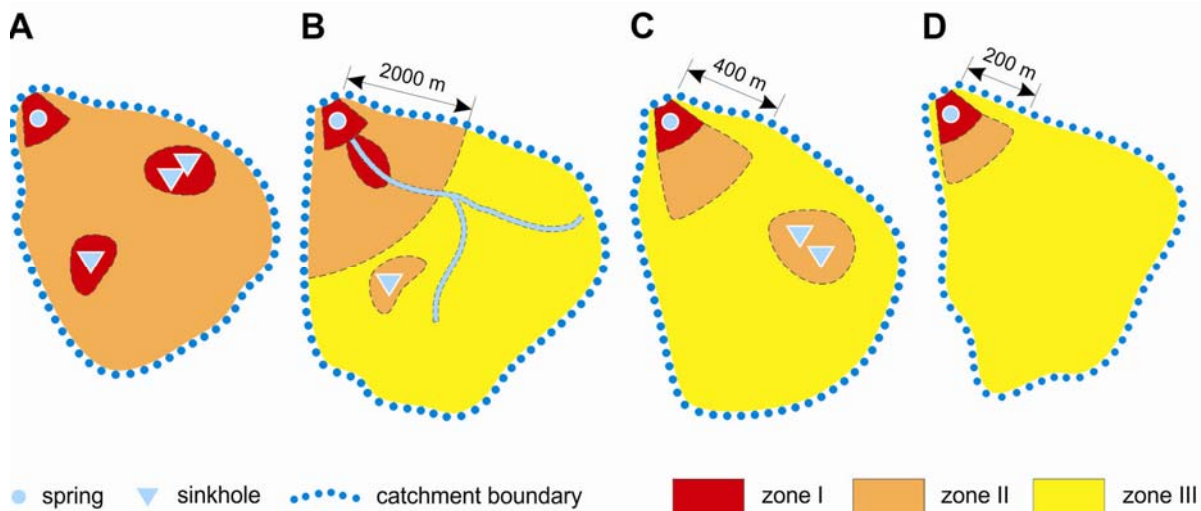 A B C D
2000 m 400 m 200 m
spring sinkhole catchment boundary zone I zone II zone III